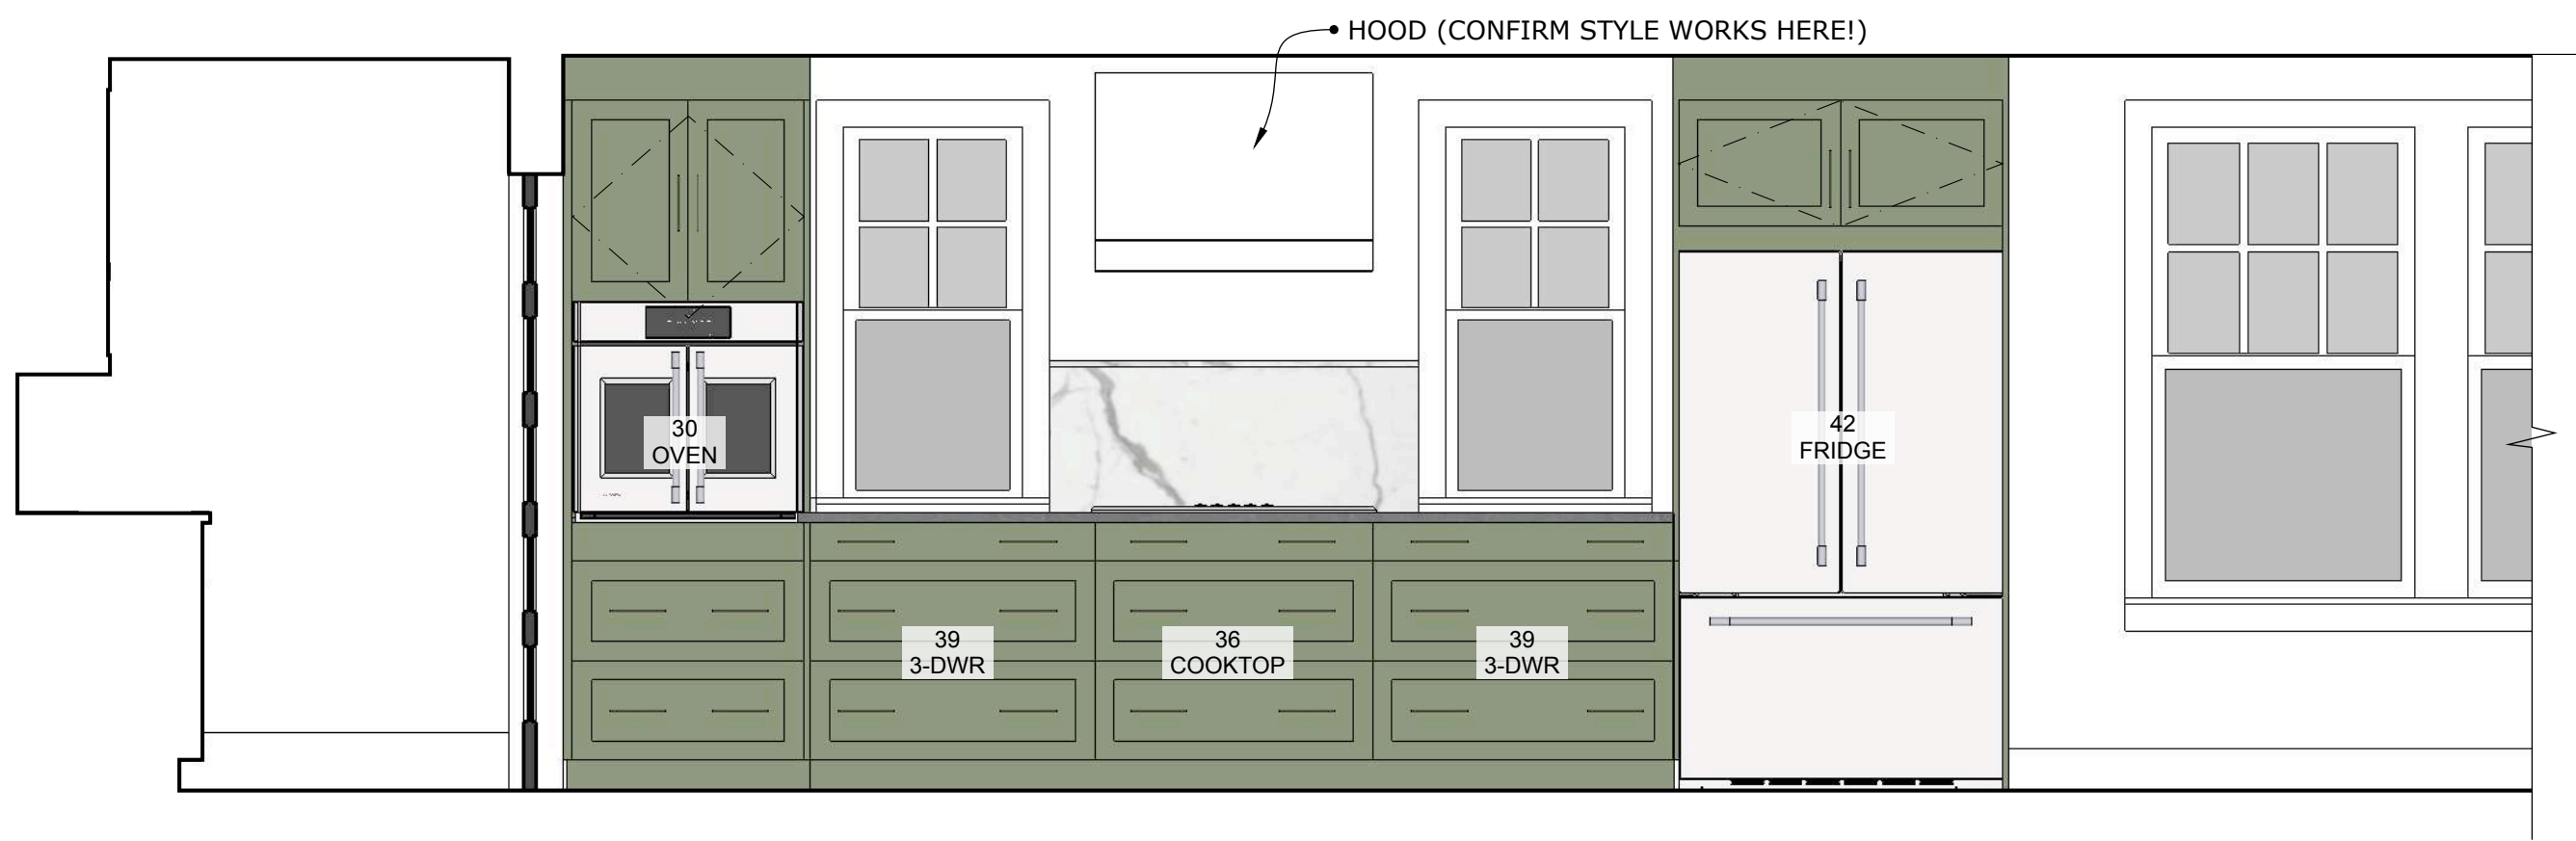 HOOD (CONFIRM STYLE WORKS HERE!)
30
OVEN
42
FRIDGE
39
3-DWR
36
COOKTOP
39
3-DWR